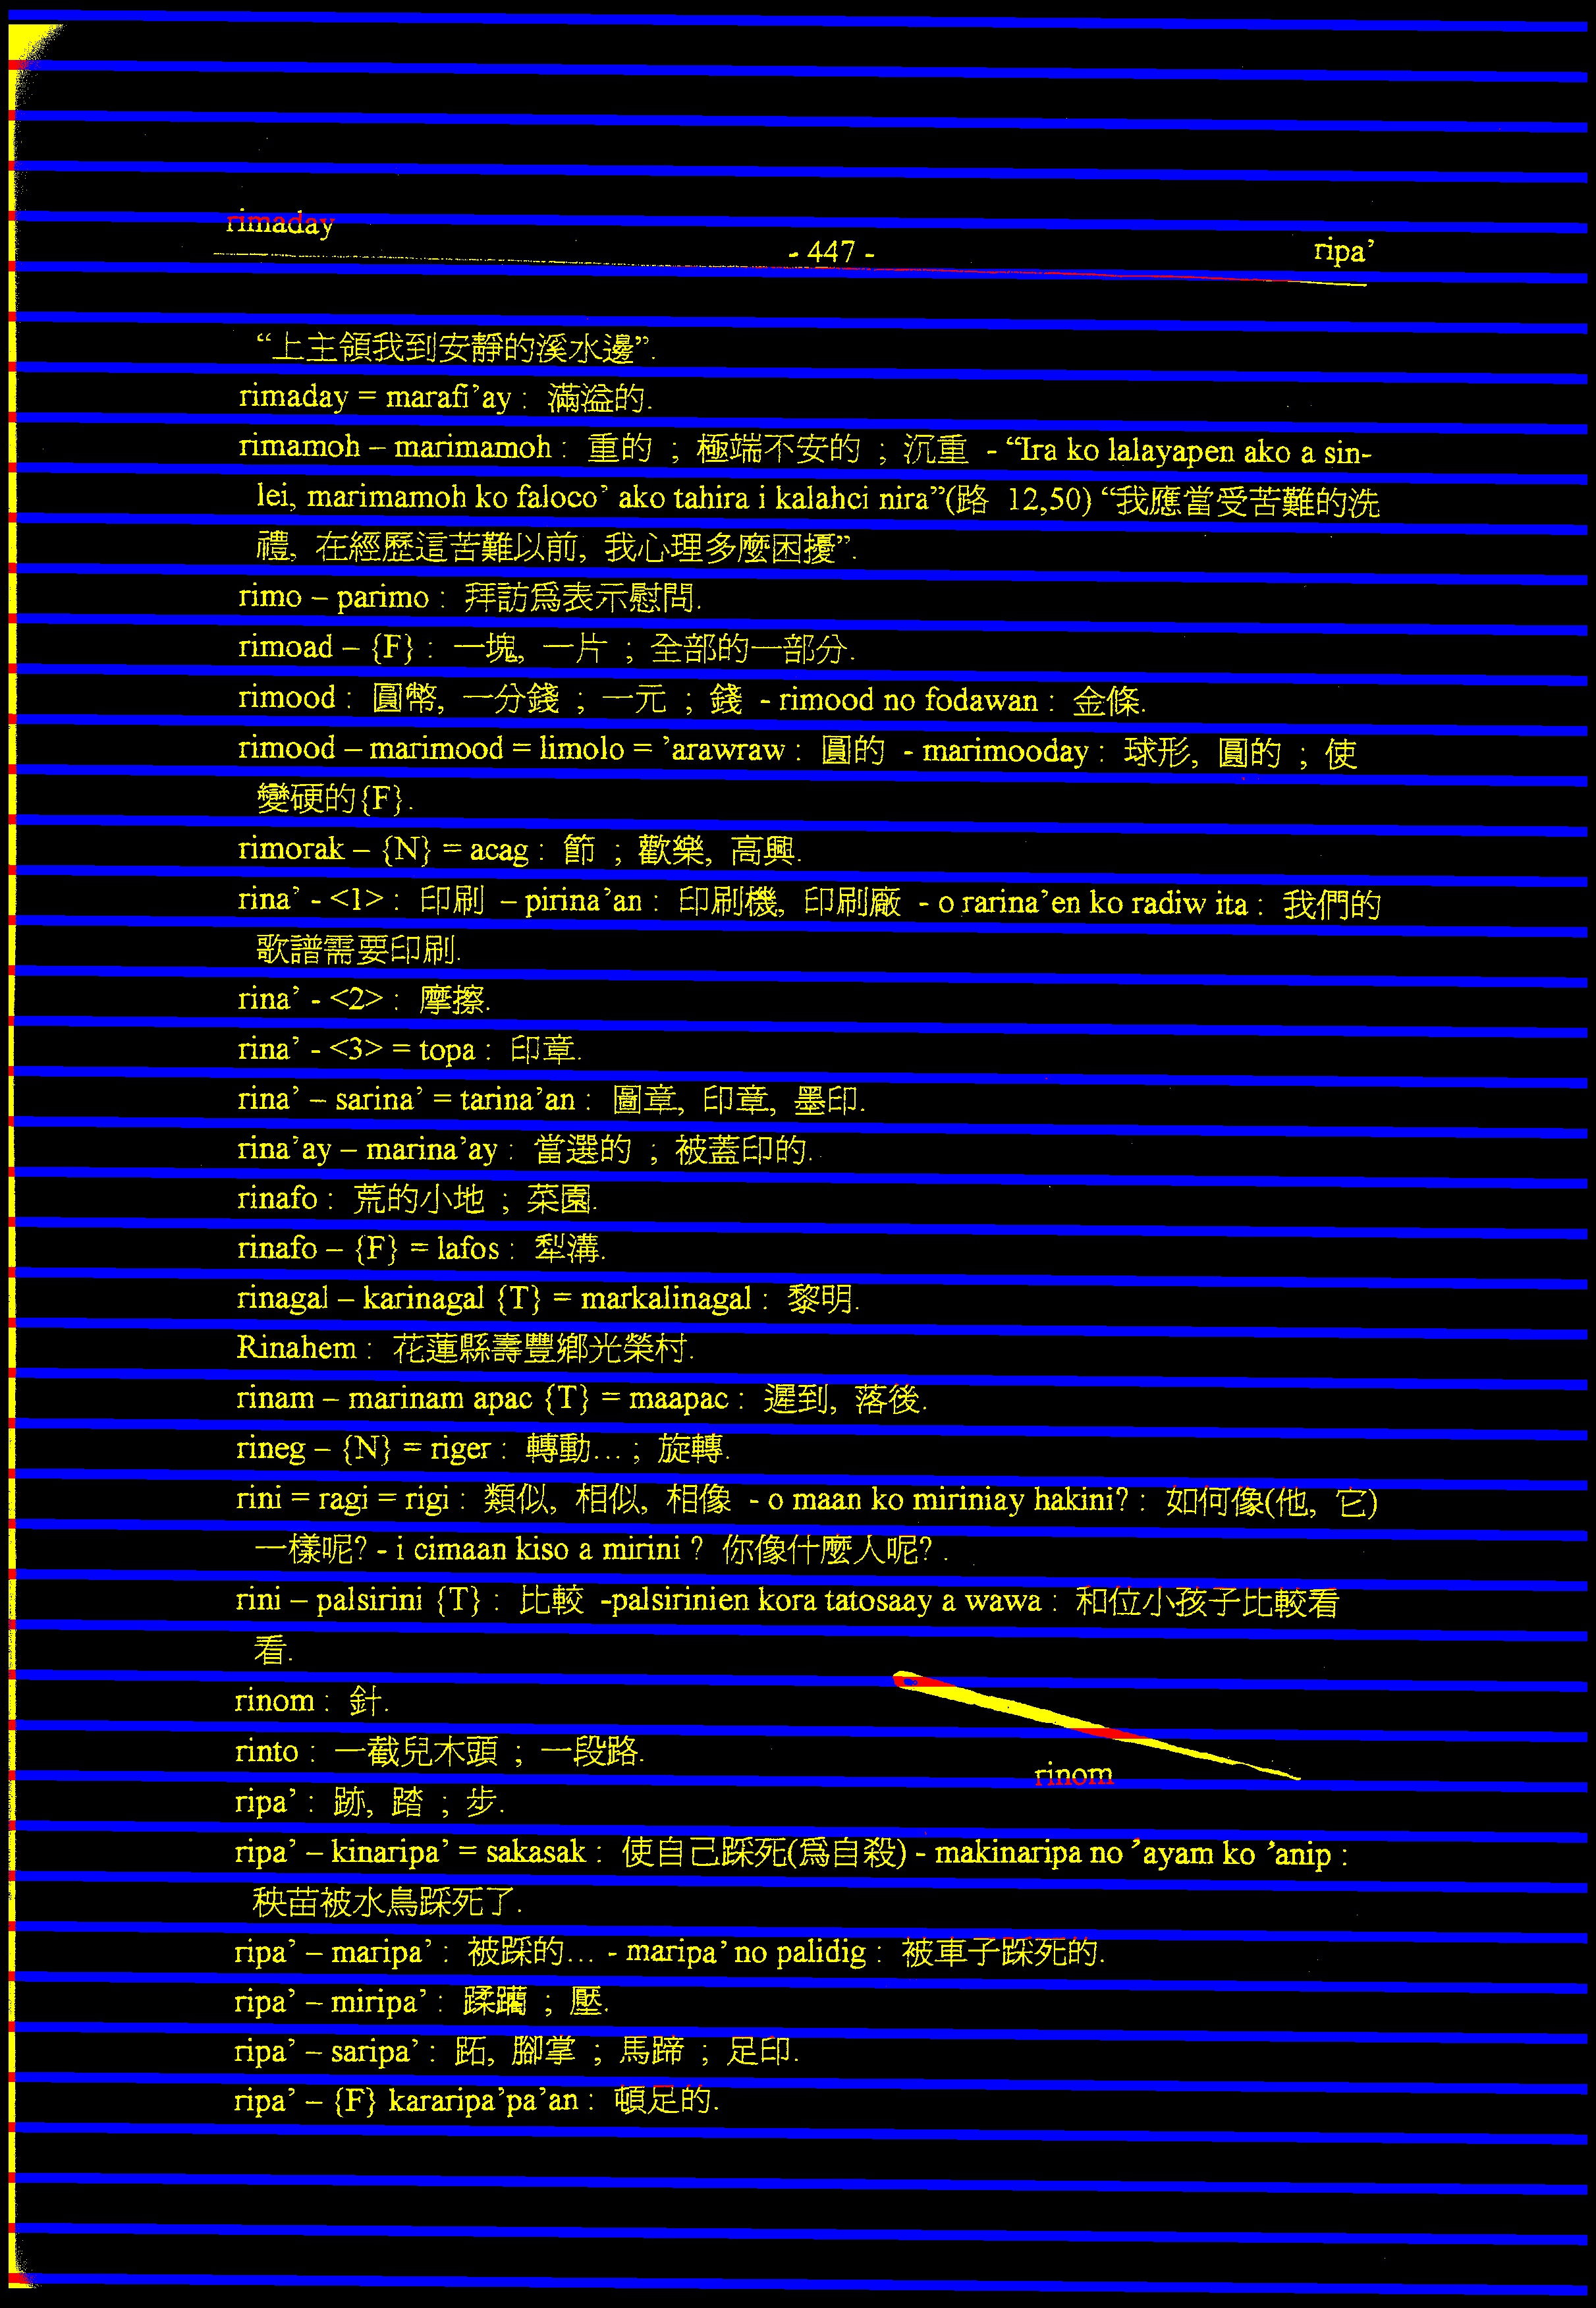 rimaday
- 447 -
ripa’
“上主領我到安靜的溪水邊”.
rimaday = marafi’ay : 滿溢的.
rimamoh – marimamoh : 重的 ; 極端不安的 ; 沉重 - “Ira ko lalayapen ako a sin-
lei, marimamoh ko faloco’ ako tahira i kalahci nira”(路 12,50) “我應當受苦難的洗
禮, 在經歷這苦難以前, 我心理多麼困擾”.
rimo – parimo : 拜訪爲表示慰問.
rimoad – {F} : 一塊, 一片 ; 全部的一部分.
rimood : 圓幣, 一分錢 ; 一元 ; 錢 - rimood no fodawan : 金條.
rimood – marimood = limolo = ’arawraw : 圓的 - marimooday : 球形, 圓的 ; 使
變硬的{F}.
rimorak – {N} = acag : 節 ; 歡樂, 高興.
rina’ - <1> : 印刷 – pirina’an : 印刷機, 印刷廠 - o rarina’en ko radiw ita : 我們的
歌譜需要印刷.
rina’ - <2> : 摩擦.
rina’ - <3> = topa : 印章.
rina’ – sarina’ = tarina’an : 圖章, 印章, 墨印.
rina’ay – marina’ay : 當選的 ; 被蓋印的.
rinafo : 荒的小地 ; 菜園.
rinafo – {F} = lafos : 犁溝.
rinagal – karinagal {T} = markalinagal : 黎明.
Rinahem : 花蓮縣壽豐鄉光榮村.
rinam – marinam apac {T} = maapac : 遲到, 落後.
rineg – {N} = riger : 轉動... ; 旋轉.
rini = ragi = rigi : 類似, 相似, 相像 - o maan ko miriniay hakini? : 如何像(他, 它)
一樣呢? - i cimaan kiso a mirini ? 你像什麼人呢? .
rini – palsirini {T} : 比較 -palsirinien kora tatosaay a wawa : 和位小孩子比較看
看.
rinom : 針.
rinto : 一截兒木頭 ; 一段路.
rinom
ripa’ : 跡, 踏 ; 步.
ripa’ – kinaripa’ = sakasak : 使自己踩死(爲自殺) - makinaripa no ’ayam ko ’anip :
秧苗被水鳥踩死了.
ripa’ – maripa’ : 被踩的... - maripa’ no palidig : 被車子踩死的.
ripa’ – miripa’ : 蹂躪 ; 壓.
ripa’ – saripa’ : 跖, 腳掌 ; 馬蹄 ; 足印.
ripa’ – {F} kararipa’pa’an : 頓足的.